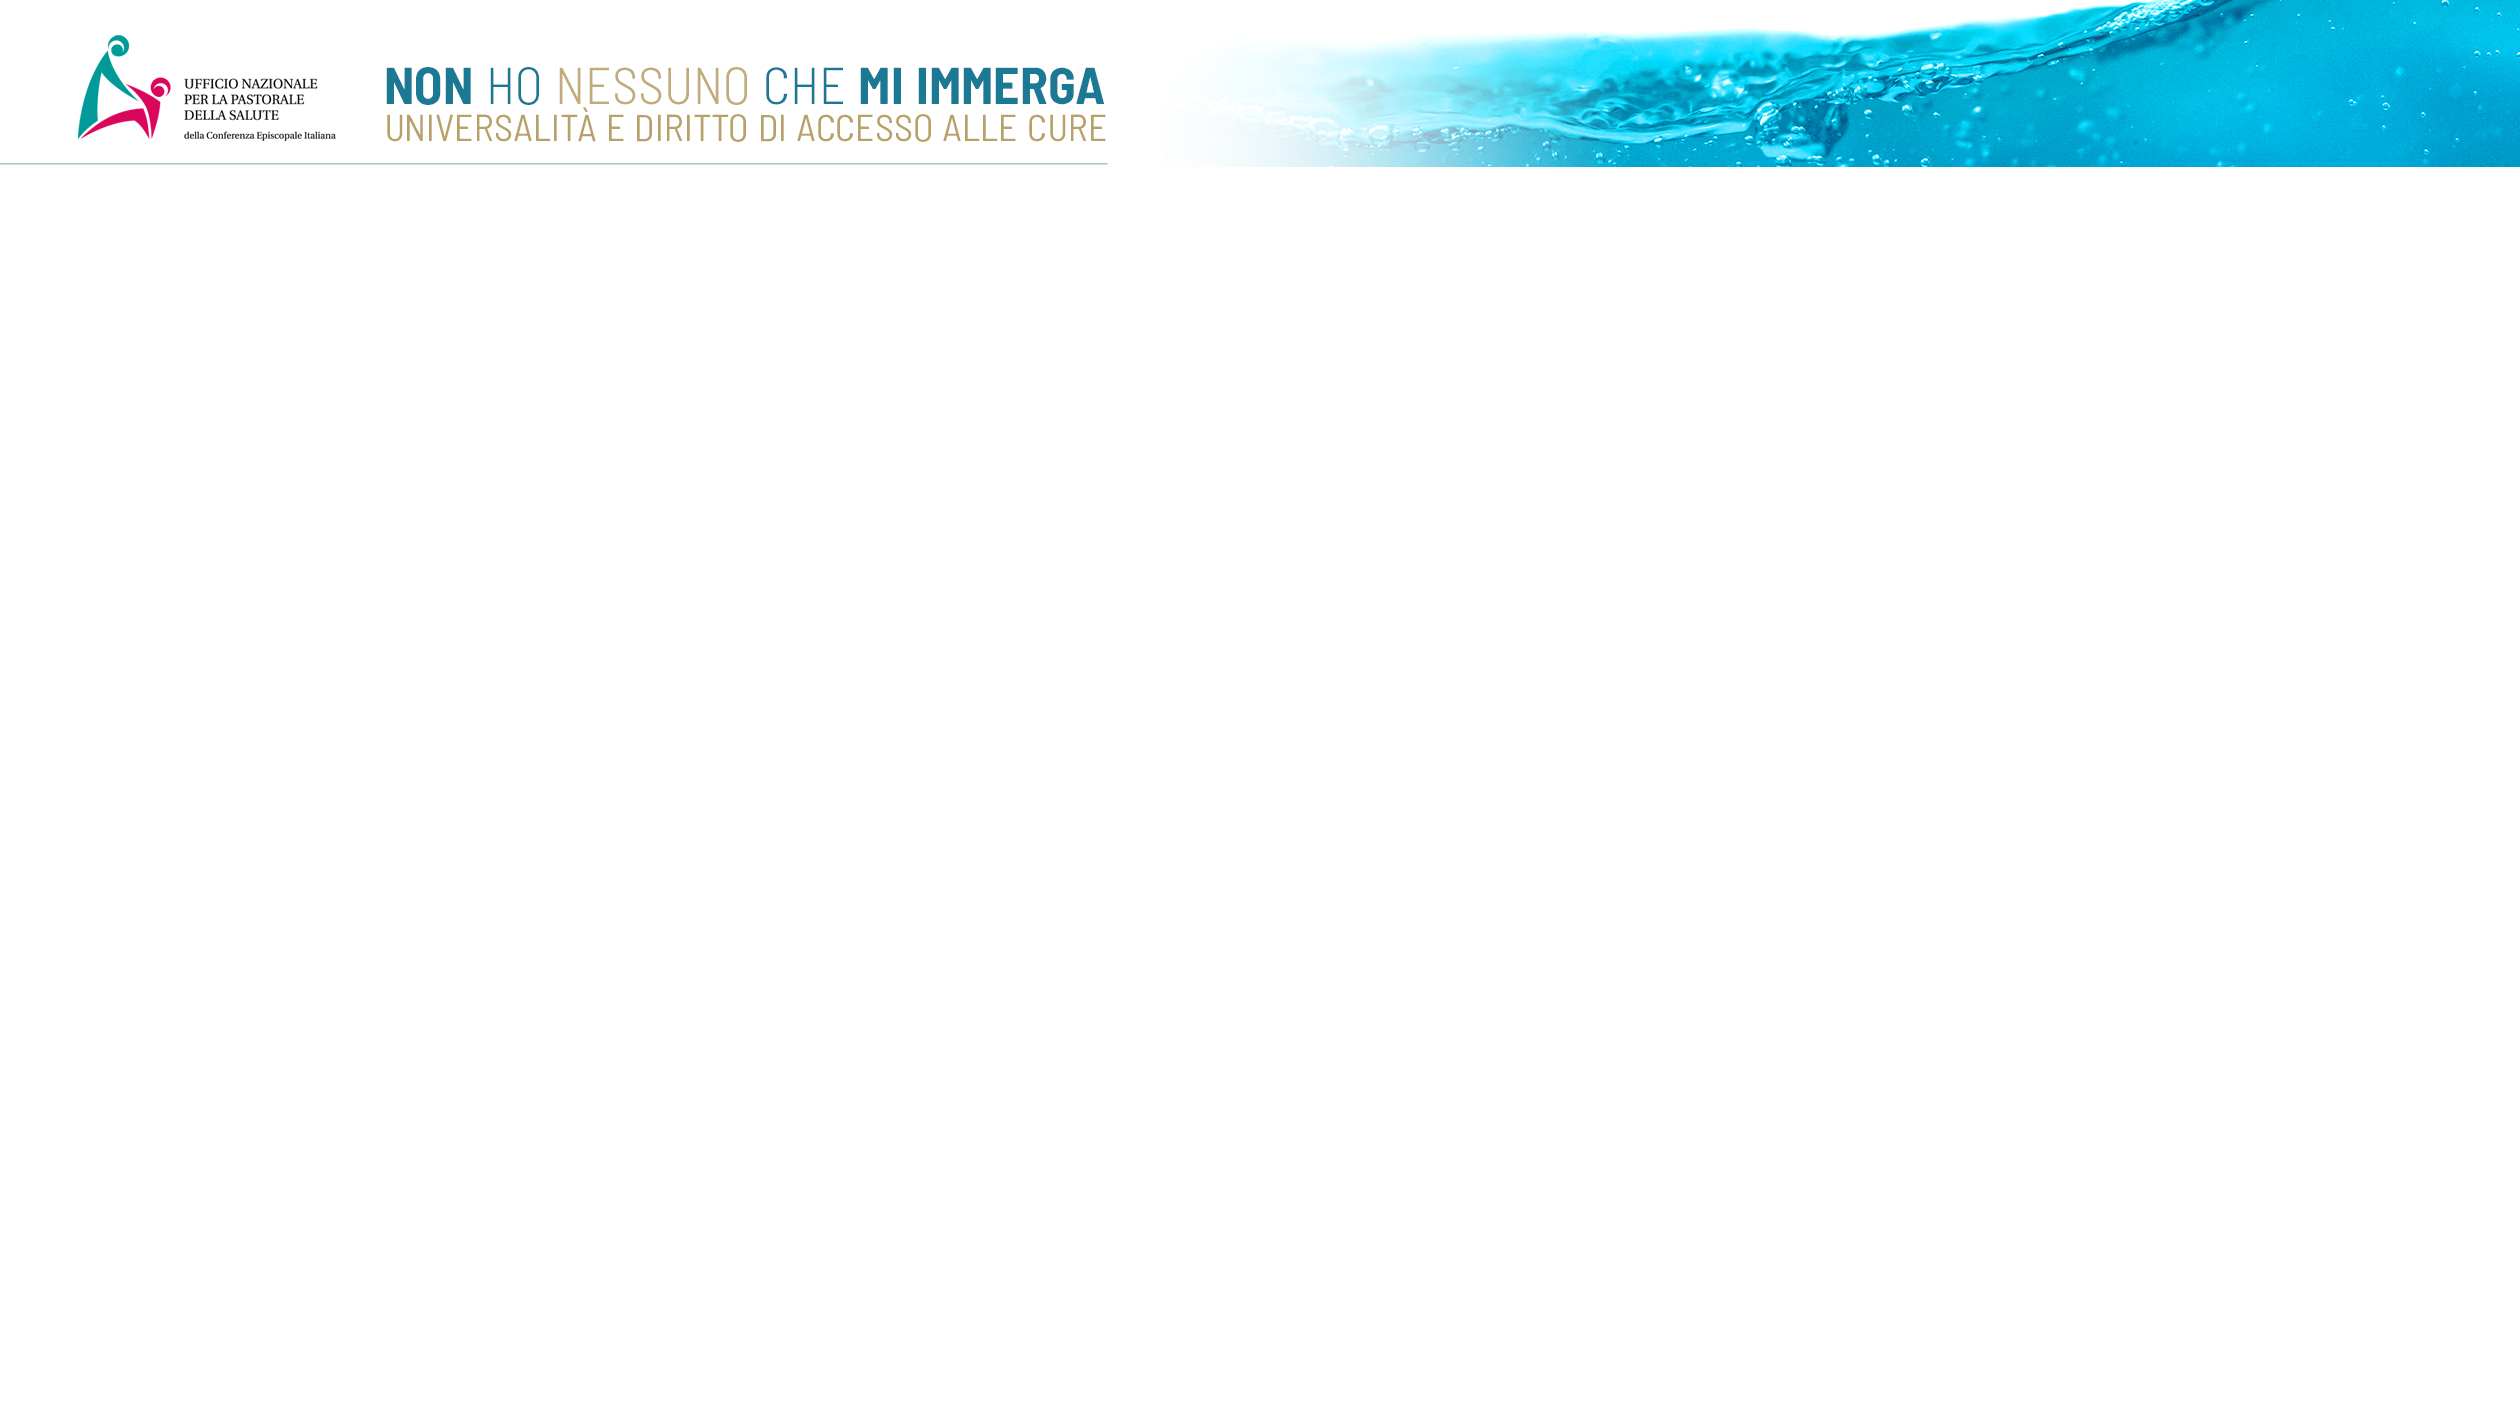 UFFICIO NAZIONALE
PER LA PASTORALE
DELLA SALUTE
della Conferenza Episcopale Italiana
NON HO NESSUNO CHE MI IMMERGA
UNIVERSALITÀ E DIRITTO DI ACCESSO ALLE CURE